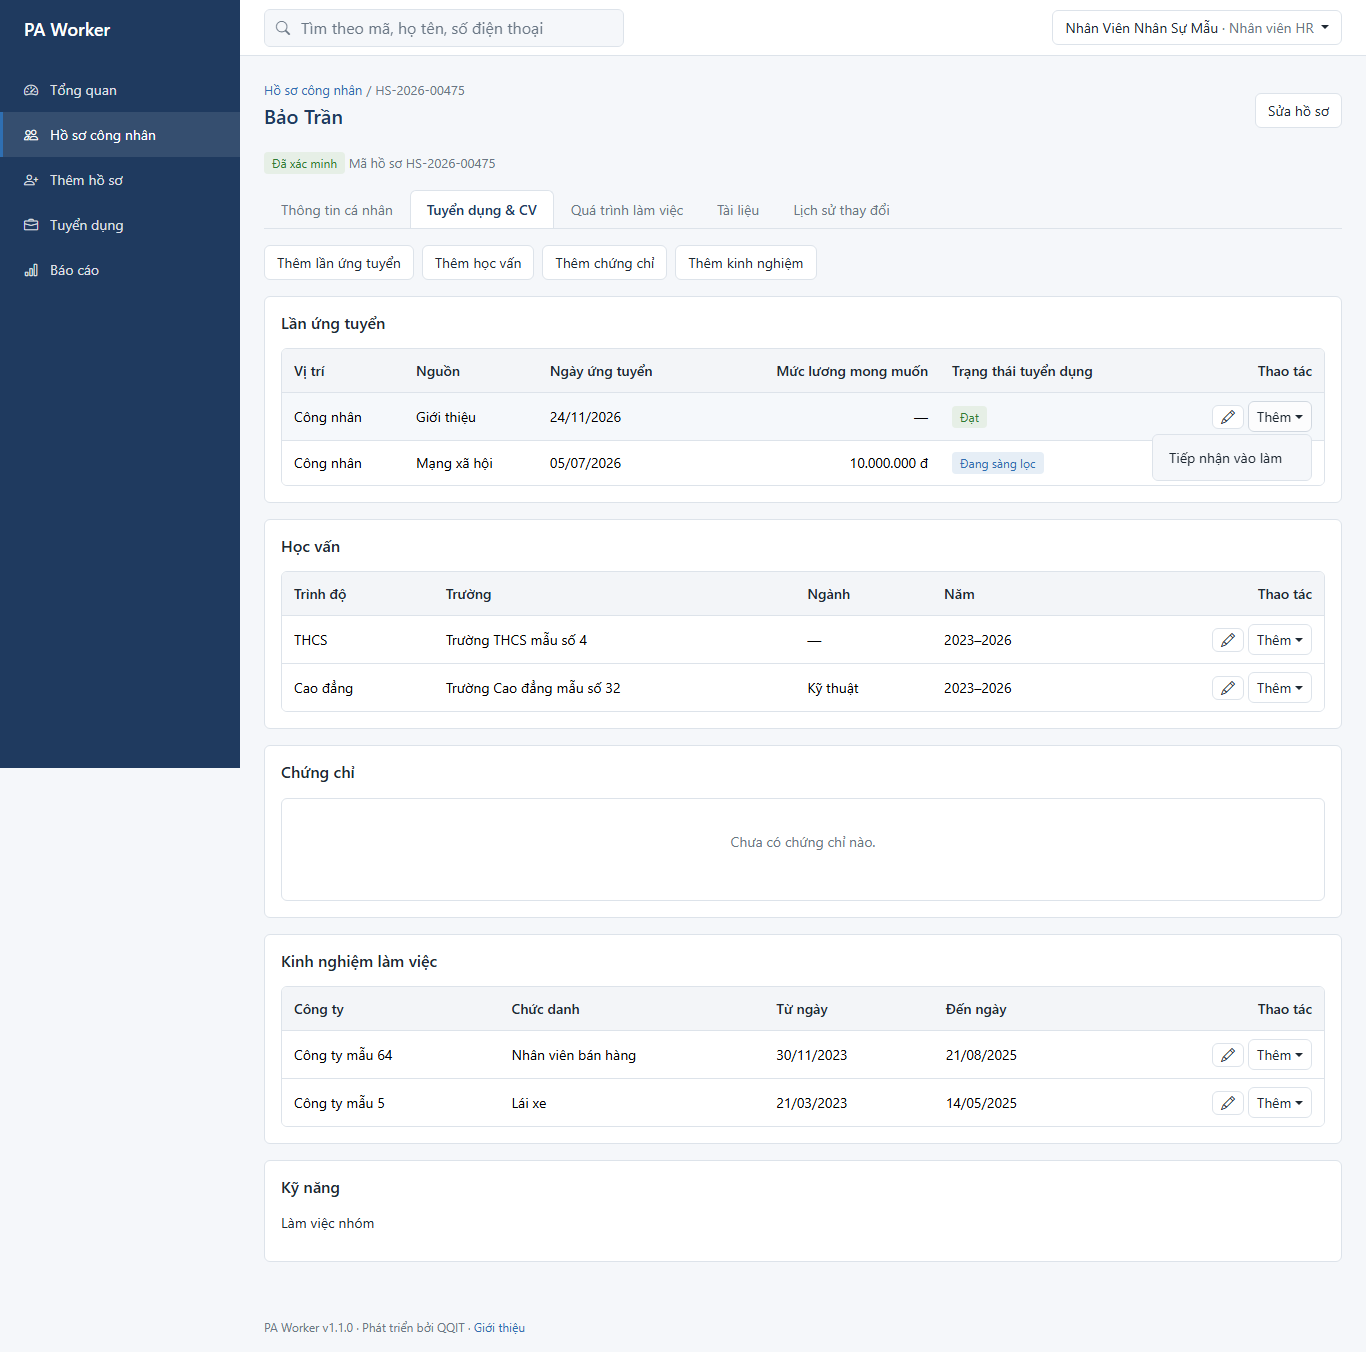 PA Worker
Tìm theo mã, họ tên, số điện thoại
Nhân Viên Nhân Sự Mẫu · Nhân viên HR
Tổng quan
Hồ sơ công nhân
Thêm hồ sơ
Tuyển dụng
Báo cáo
Hồ sơ công nhân / HS-2026-00475
Bảo Trần
Sửa hồ sơ
Đã xác minh Mã hồ sơ HS-2026-00475
Thông tin cá nhân Tuyển dụng & CV Quá trình làm việc Tài liệu Lịch sử thay đổi
Thêm lần ứng tuyển Thêm học vấn Thêm chứng chỉ Thêm kinh nghiệm
Lần ứng tuyển
Vị trí Nguồn Ngày ứng tuyển Mức lương mong muốn Trạng thái tuyển dụng Thao tác
Công nhân Giới thiệu 24/11/2026 — Đạt Thêm
Công nhân Mạng xã hội 05/07/2026 10.000.000 đ Đang sàng lọc
Tiếp nhận vào làm
Học vấn
Trình độ Trường Ngành Năm Thao tác
THCS Trường THCS mẫu số 4 — 2023–2026 Thêm
Cao đẳng Trường Cao đẳng mẫu số 32 Kỹ thuật 2023–2026 Thêm
Chứng chỉ
Chưa có chứng chỉ nào.
Kinh nghiệm làm việc
Công ty Chức danh Từ ngày Đến ngày Thao tác
Công ty mẫu 64 Nhân viên bán hàng 30/11/2023 21/08/2025 Thêm
Công ty mẫu 5 Lái xe 21/03/2023 14/05/2025 Thêm
Kỹ năng
Làm việc nhóm
PA Worker v1.1.0 · Phát triển bởi QQIT · Giới thiệu